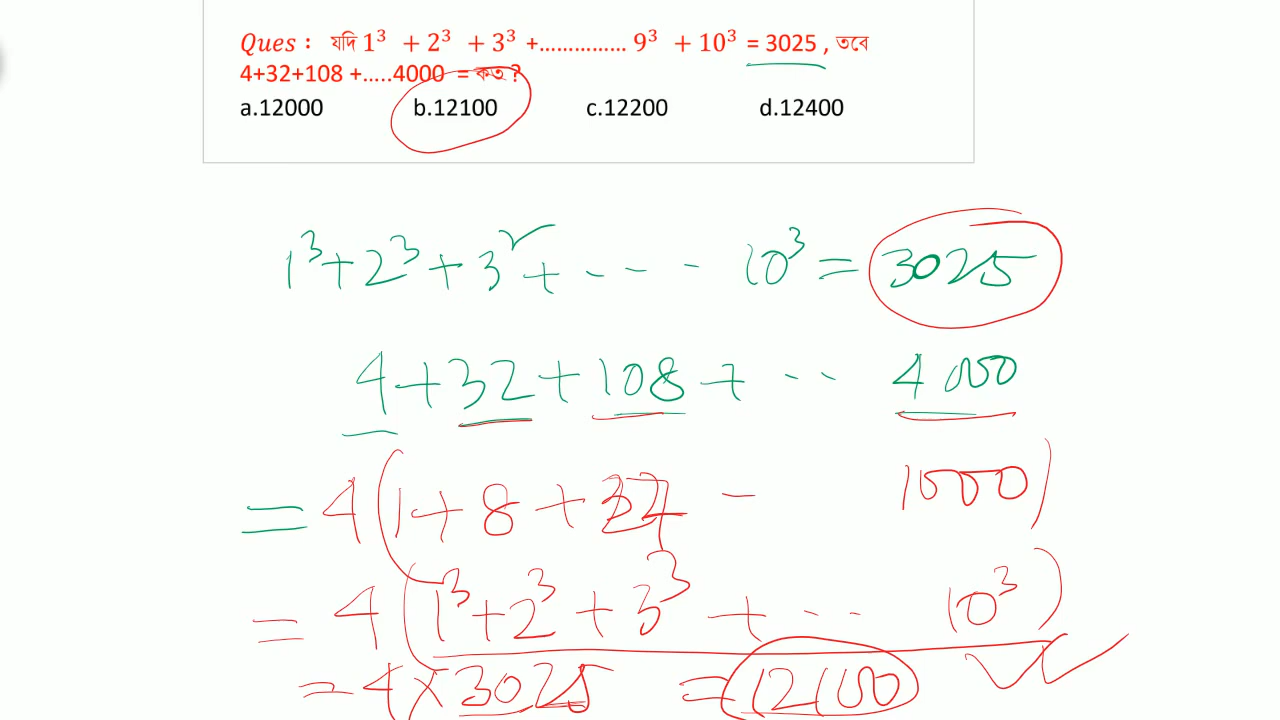 Ques : যদি 1³ + 2³ + 3³ +............... 9³ + 10³ = 3025 , তবে
4+32+108 +.....4000 = কত ?
a.12000 b.12100 c.12200 d.12400
1³ + 2³ + 3³ + - - - - 10³ = 3025
4 + 32 + 108 + - - - 4000
= 4 ( 1 + 8 + 27 - 1000 )
= 4 ( 1³ + 2³ + 3³ + - - - 10³ )
= 4 × 3025 = 12100